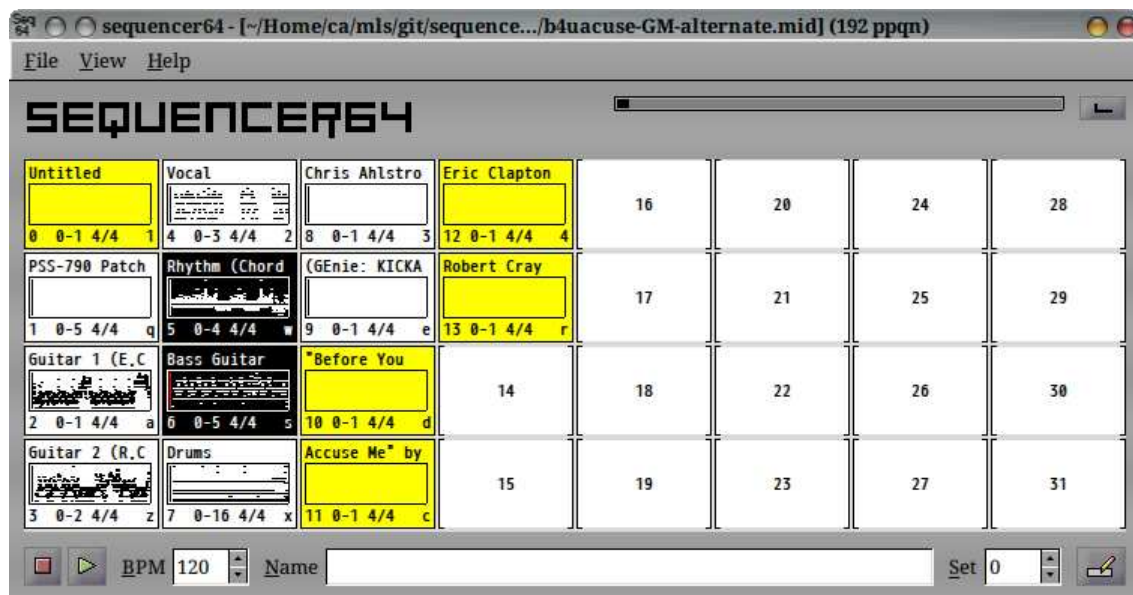 Seq 64 sequencer64 - [~/Home/ca/mls/git/sequence.../b4uacuse-GM-alternate.mid] (192 ppqn)
File View Help
SEQUENCER64
Untitled Vocal Chris Ahlstro Eric Clapton
16 20 24 28
0 0-1 4/4 1 4 0-3 4/4 2 8 0-1 4/4 3 12 0-1 4/4 4
PSS-790 Patch Rhythm (Chord (GEnie: KICKA Robert Cray
17 21 25 29
1 0-5 4/4 q 5 0-4 4/4 w 9 0-1 4/4 e 13 0-1 4/4 r
Guitar 1 (E.C Bass Guitar "Before You
14 18 22 26 30
2 0-1 4/4 a 6 0-5 4/4 s 10 0-1 4/4 d
Guitar 2 (R.C Drums Accuse Me" by
15 19 23 27 31
3 0-2 4/4 z 7 0-16 4/4 x 11 0-1 4/4 c
BPM 120 Name Set 0